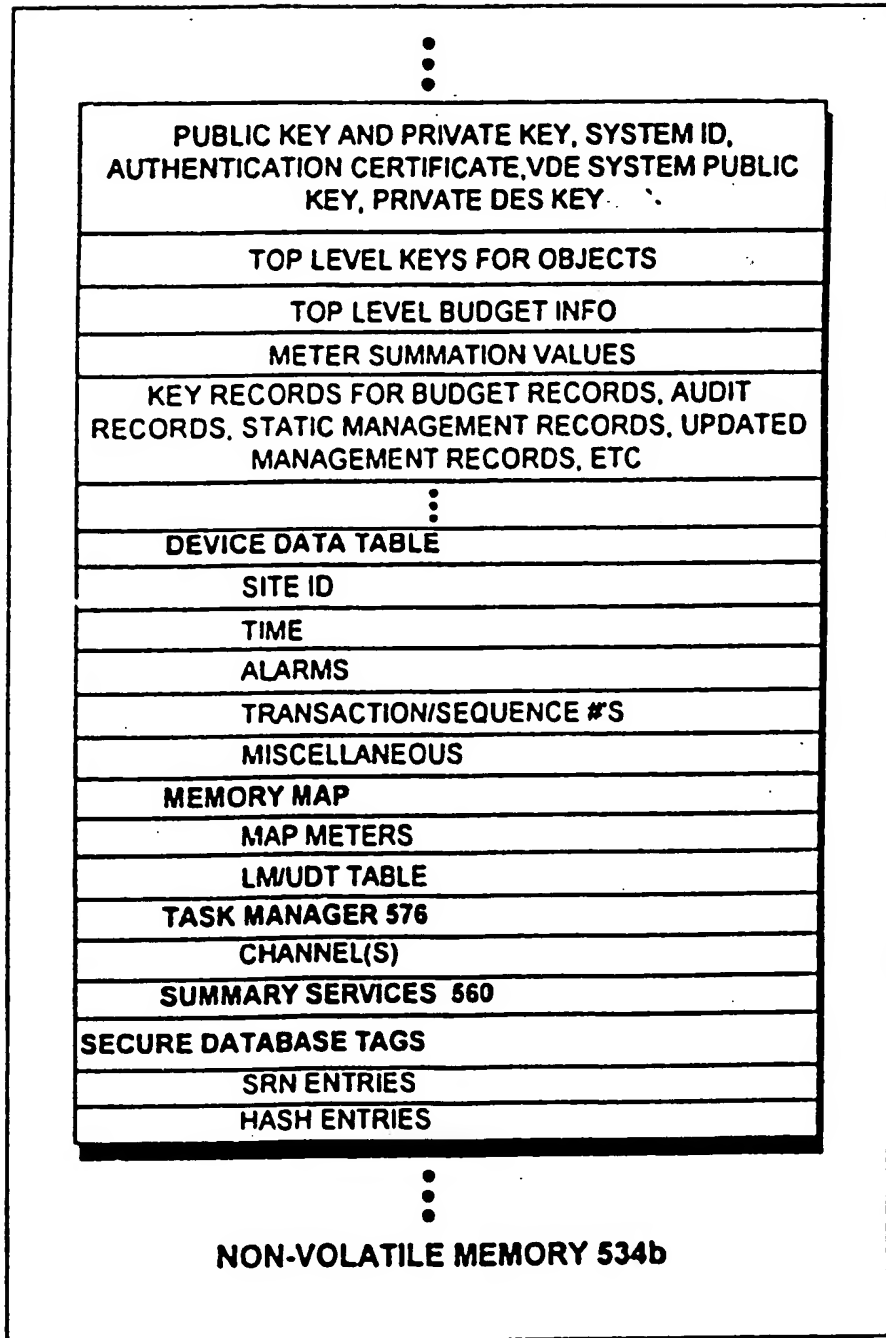 PUBLIC KEY AND PRIVATE KEY, SYSTEM ID,
AUTHENTICATION CERTIFICATE,VDE SYSTEM PUBLIC
KEY, PRIVATE DES KEY
TOP LEVEL KEYS FOR OBJECTS
TOP LEVEL BUDGET INFO
METER SUMMATION VALUES
KEY RECORDS FOR BUDGET RECORDS, AUDIT
RECORDS, STATIC MANAGEMENT RECORDS, UPDATED
MANAGEMENT RECORDS, ETC
DEVICE DATA TABLE
SITE ID
TIME
ALARMS
TRANSACTION/SEQUENCE #'S
MISCELLANEOUS
MEMORY MAP
MAP METERS
LM/UDT TABLE
TASK MANAGER 576
CHANNEL(S)
SUMMARY SERVICES 560
SECURE DATABASE TAGS
SRN ENTRIES
HASH ENTRIES
NON-VOLATILE MEMORY 534b